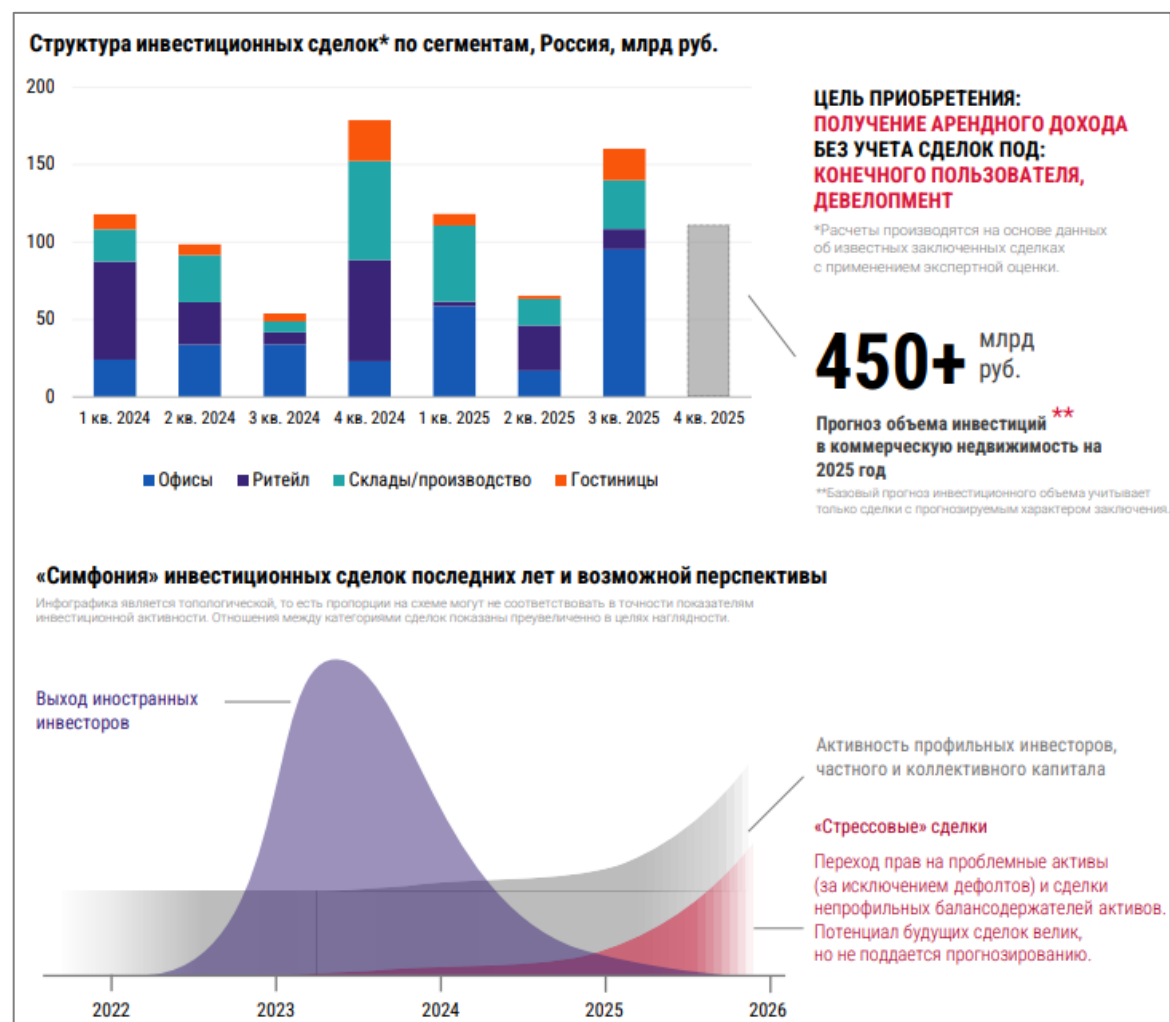 Структура инвестиционных сделок* по сегментам, Россия, млрд руб.
200
150
100
50
0
1 кв. 2024 2 кв. 2024 3 кв. 2024 4 кв. 2024 1 кв. 2025 2 кв. 2025 3 кв. 2025 4 кв. 2025
Офисы Ритейл Склады/производство Гостиницы
ЦЕЛЬ ПРИОБРЕТЕНИЯ:
ПОЛУЧЕНИЕ АРЕНДНОГО ДОХОДА
БЕЗ УЧЕТА СДЕЛОК ПОД:
КОНЕЧНОГО ПОЛЬЗОВАТЕЛЯ,
ДЕВЕЛОПМЕНТ
*Расчеты производятся на основе данных
об известных заключенных сделках
с применением экспертной оценки.
450+ млрд
руб.
Прогноз объема инвестиций **
в коммерческую недвижимость на
2025 год
**Базовый прогноз инвестиционного объема учитывает
только сделки с прогнозируемым характером заключения.
«Симфония» инвестиционных сделок последних лет и возможной перспективы
Инфографика является топологической, то есть пропорции на схеме могут не соответствовать в точности показателям
инвестиционной активности. Отношения между категориями сделок показаны преувеличенно в целях наглядности.
Выход иностранных
инвесторов
Активность профильных инвесторов,
частного и коллективного капитала
«Стрессовые» сделки
Переход прав на проблемные активы
(за исключением дефолтов) и сделки
непрофильных балансодержателей активов.
Потенциал будущих сделок велик,
но не поддается прогнозированию.
2022 2023 2024 2025 2026